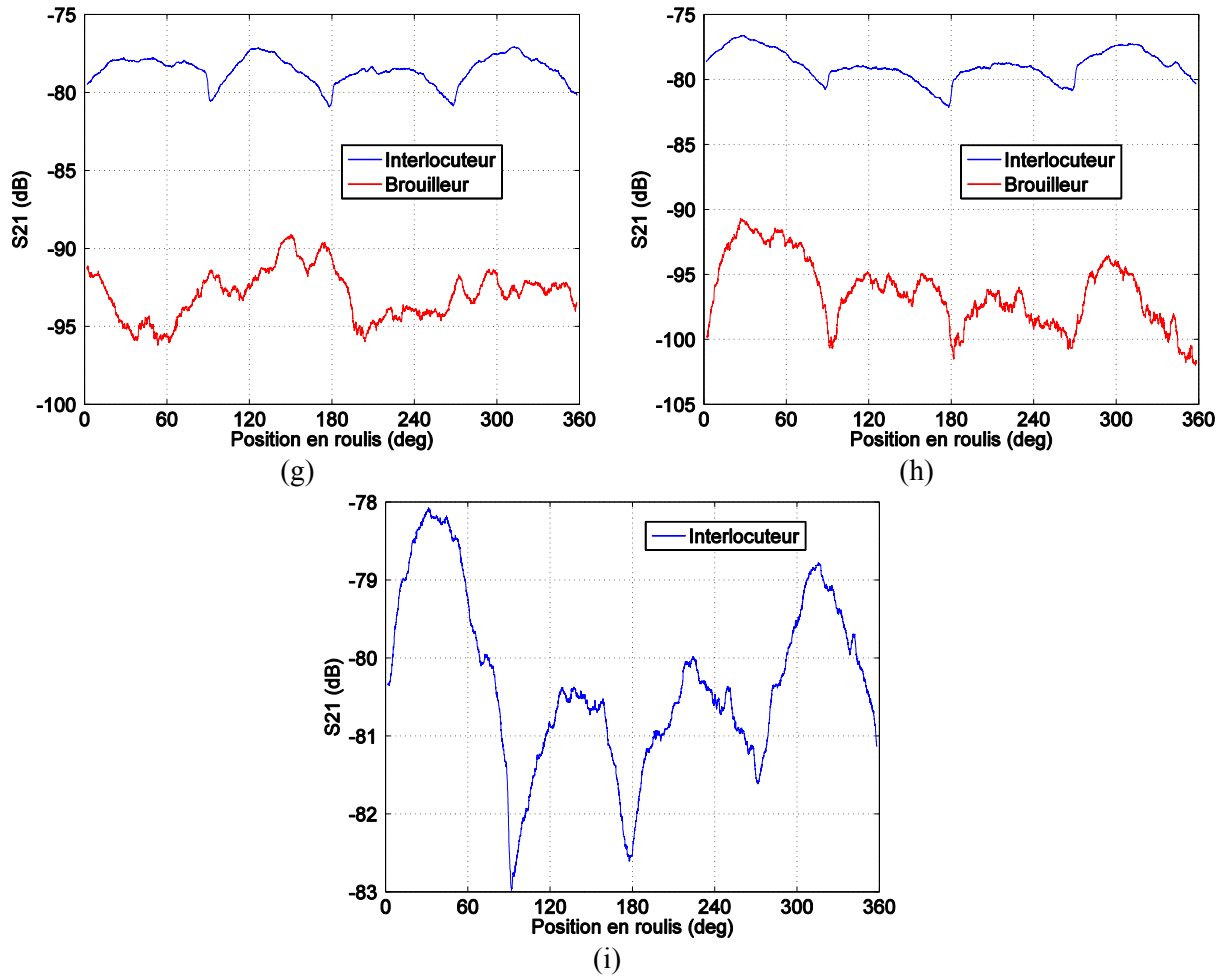 -75
-80
-85
-90
-95
-100
S21 (dB)
Interlocuteur
Brouilleur
0 60 120 180 240 300 360
Position en roulis (deg)
(g)
-75
-80
-85
-90
-95
-100
-105
S21 (dB)
Interlocuteur
Brouilleur
0 60 120 180 240 300 360
Position en roulis (deg)
(h)
-78
-79
-80
-81
-82
-83
S21 (dB)
Interlocuteur
0 60 120 180 240 300 360
Position en roulis (deg)
(i)